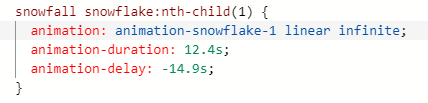 snowfall snowflake:nth-child(1) {
  animation: animation-snowflake-1 linear infinite;
  animation-duration: 12.4s;
  animation-delay: -14.9s;
}